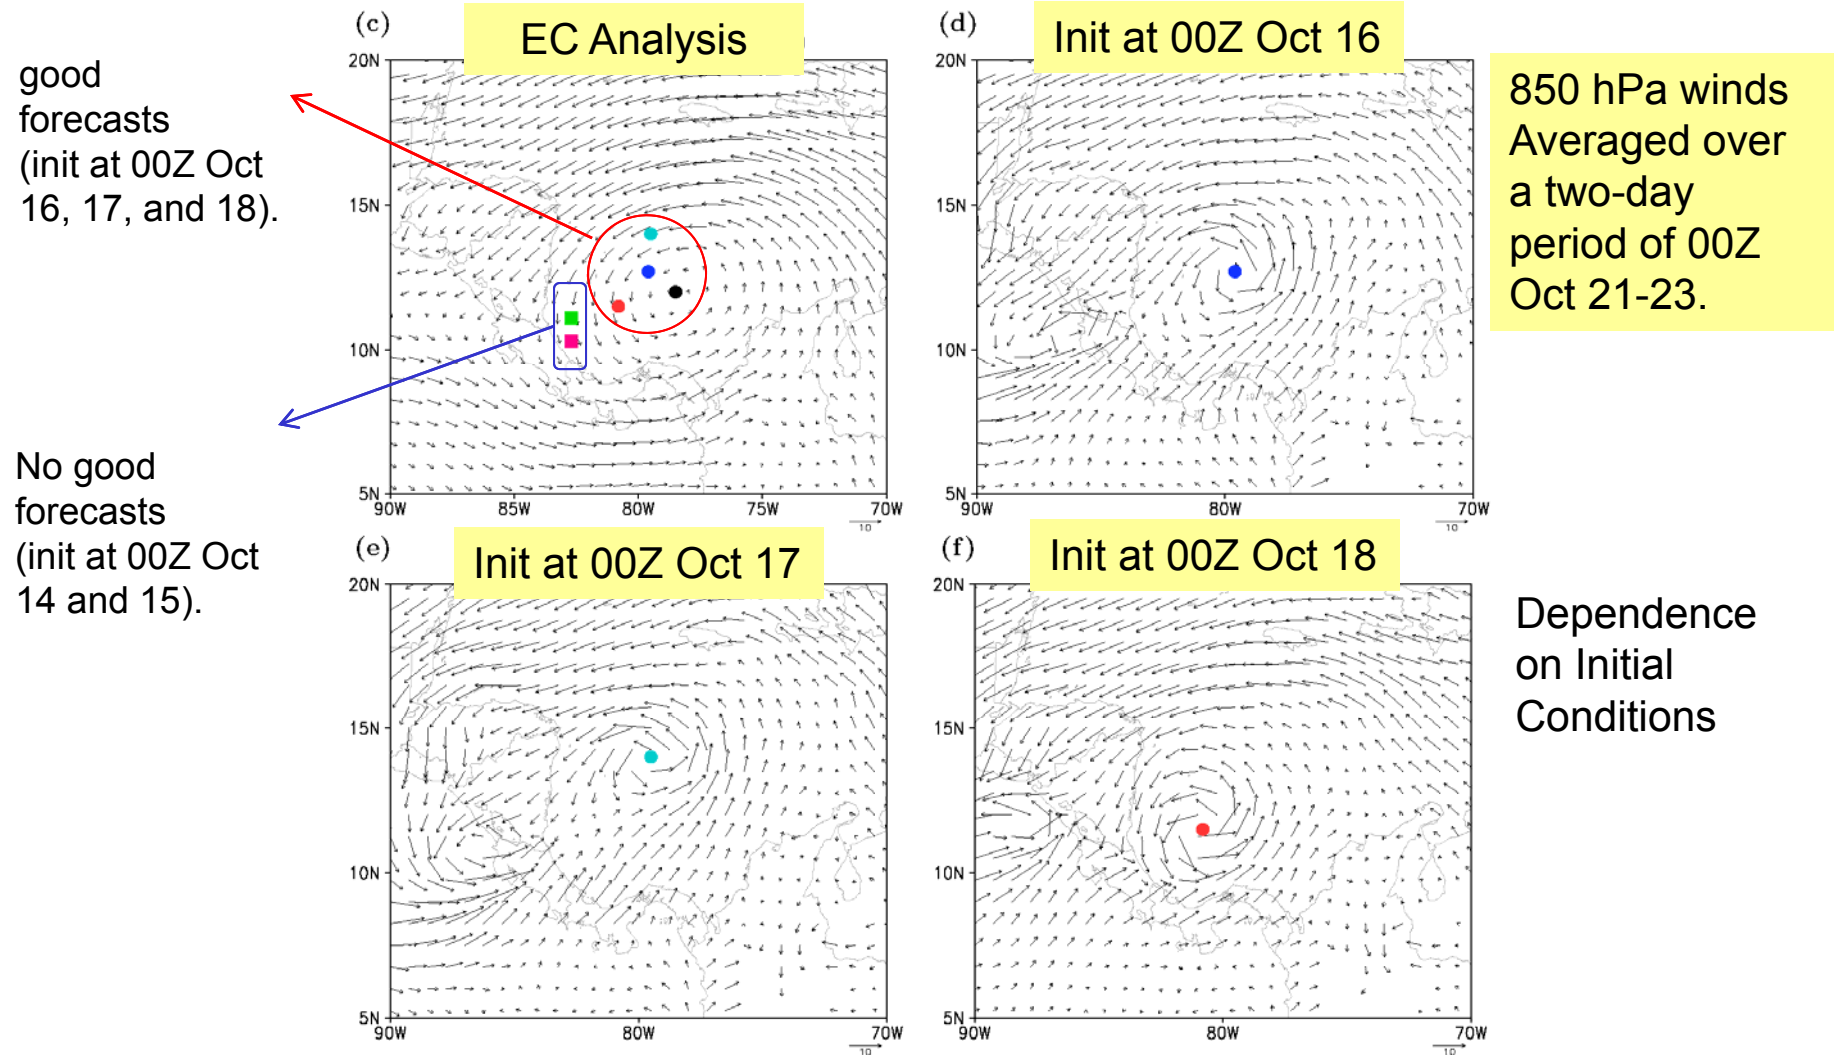 good
forecasts
(init at 00Z Oct
16, 17, and 18).
No good
forecasts
(init at 00Z Oct
14 and 15).
(c)
EC Analysis
20N
15N
10N
5N
90W 85W 80W 75W 70W
10
(d)
Init at 00Z Oct 16
20N
15N
10N
5N
90W 80W 70W
10
850 hPa winds
Averaged over
a two-day
period of 00Z
Oct 21-23.
(e)
Init at 00Z Oct 17
20N
15N
10N
5N
90W 80W 70W
10
(f)
Init at 00Z Oct 18
20N
15N
10N
5N
90W 80W 70W
10
Dependence
on Initial
Conditions